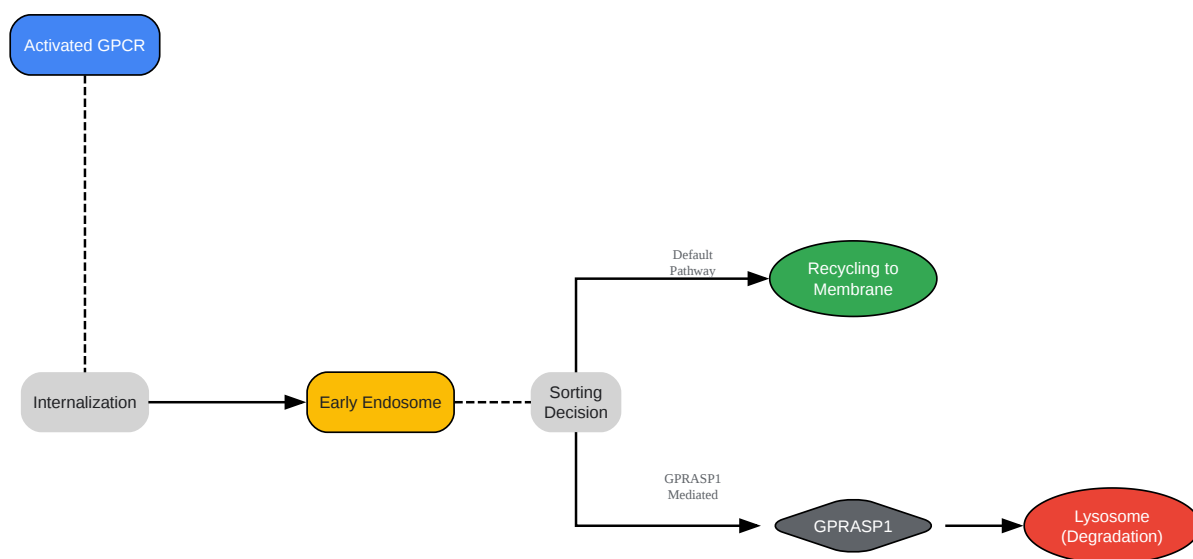 Activated GPCR
Default
Pathway
Recycling to
Membrane
Internalization
Early Endosome
Sorting
Decision
GPRASP1
Mediated
GPRASP1
Lysosome
(Degradation)